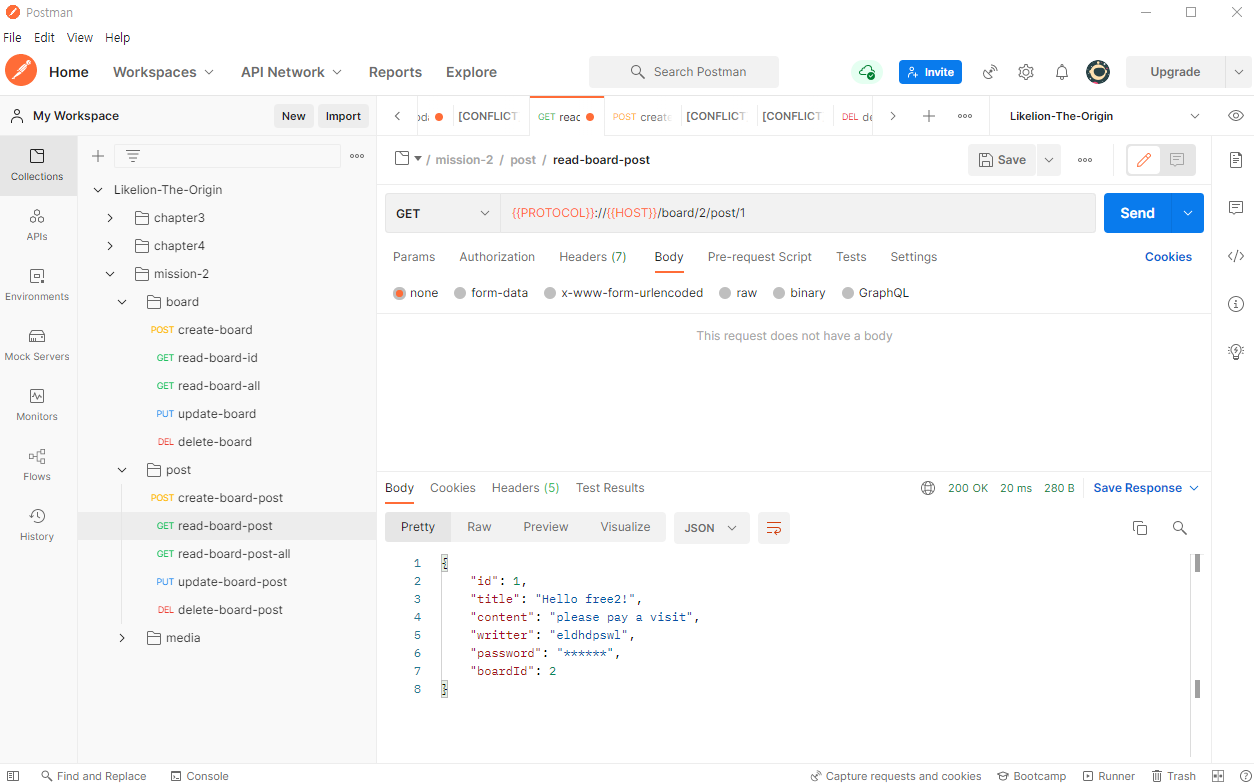 Postman
File Edit View Help
Home Workspaces API Network Reports Explore Search Postman Invite Upgrade
My Workspace New Import [CONFLICT GET read POST create [CONFLICT [CONFLICT DEL de Likelion-The-Origin
Collections
APIs
Environments
Mock Servers
Monitors
Flows
History
Likelion-The-Origin
chapter3
chapter4
mission-2
board
POST create-board
GET read-board-id
GET read-board-all
PUT update-board
DEL delete-board
post
POST create-board-post
GET read-board-post
GET read-board-post-all
PUT update-board-post
DEL delete-board-post
media
/ mission-2 / post / read-board-post Save
GET {{PROTOCOL}}://{{HOST}}/board/2/post/1 Send
Params Authorization Headers (7) Body Pre-request Script Tests Settings Cookies
none form-data x-www-form-urlencoded raw binary GraphQL
This request does not have a body
Body Cookies Headers (5) Test Results 200 OK 20 ms 280 B Save Response
Pretty Raw Preview Visualize JSON
1 {
2 "id": 1,
3 "title": "Hello free2!",
4 "content": "please pay a visit",
5 "writter": "eldhdpswl",
6 "password": "******",
7 "boardId": 2
8 }
Find and Replace Console Capture requests and cookies Bootcamp Runner Trash